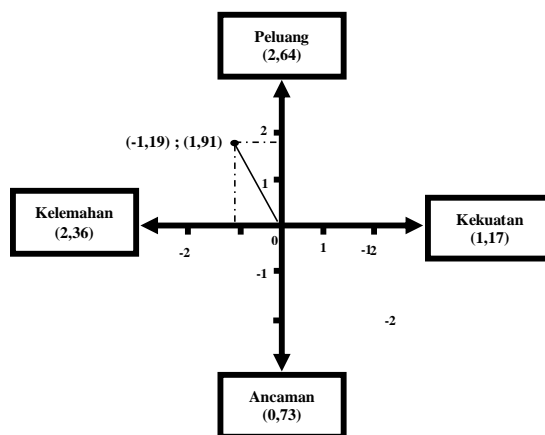 Peluang
(2,64)
2
(-1,19) ; (1,91)
1
Kelemahan
(2,36)
Kekuatan
(1,17)
-2
0
1
-12
-1
-2
Ancaman
(0,73)